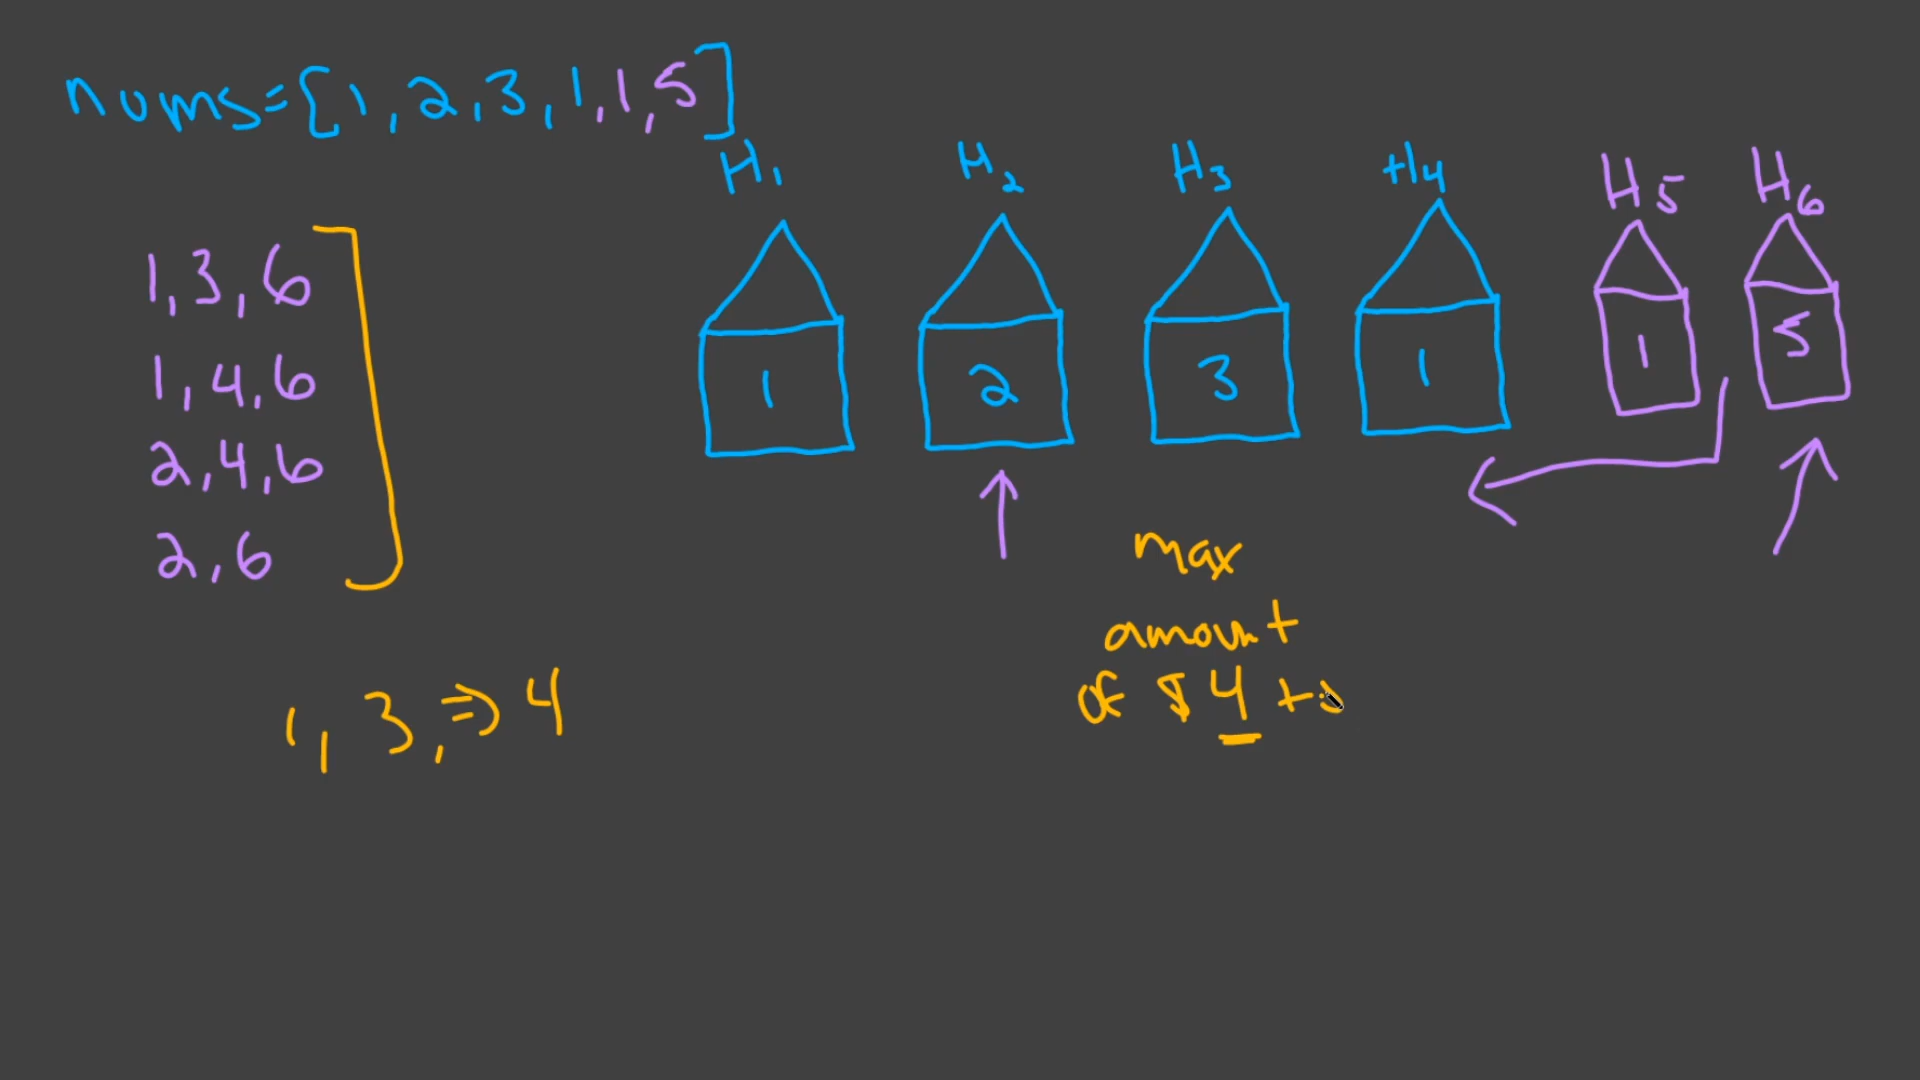 nums=[1,2,3,1,1,5]
H1 H2 H3 H4 H5 H6
1 2 3 1 1 5
1,3,6
1,4,6
2,4,6
2,6
max
amount
of $4 +
1,3,⇒4